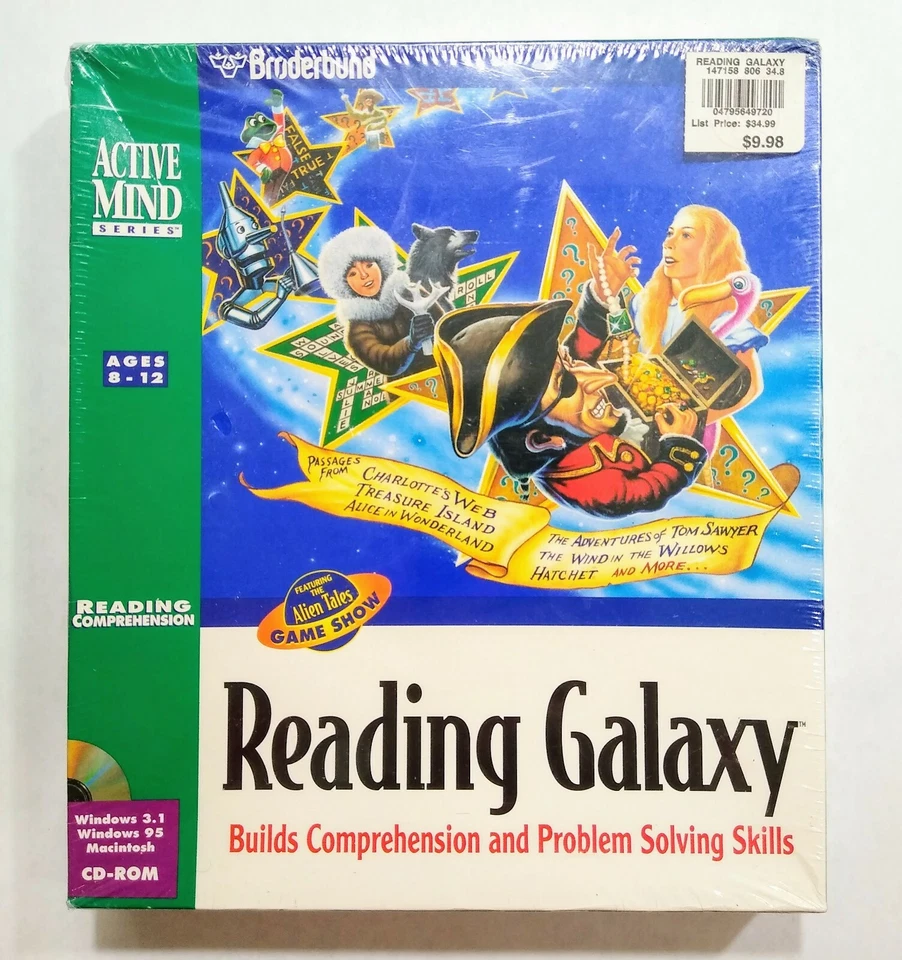 Brøderbund
READING GALAXY
147158 806 34.8
04795649720
List Price: $34.99
$9.98
ACTIVE
MIND
SERIES™
AGES
8 - 12
FALSE
TRUE
PASSAGES
FROM
CHARLOTTE'S WEB
TREASURE ISLAND
ALICE IN WONDERLAND
THE ADVENTURES OF TOM SAWYER
THE WIND IN THE WILLOWS
HATCHET AND MORE...
FEATURING
THE
Alien Tales
GAME SHOW
READING
COMPREHENSION
Reading Galaxy™
Builds Comprehension and Problem Solving Skills
Windows 3.1
Windows 95
Macintosh
CD-ROM